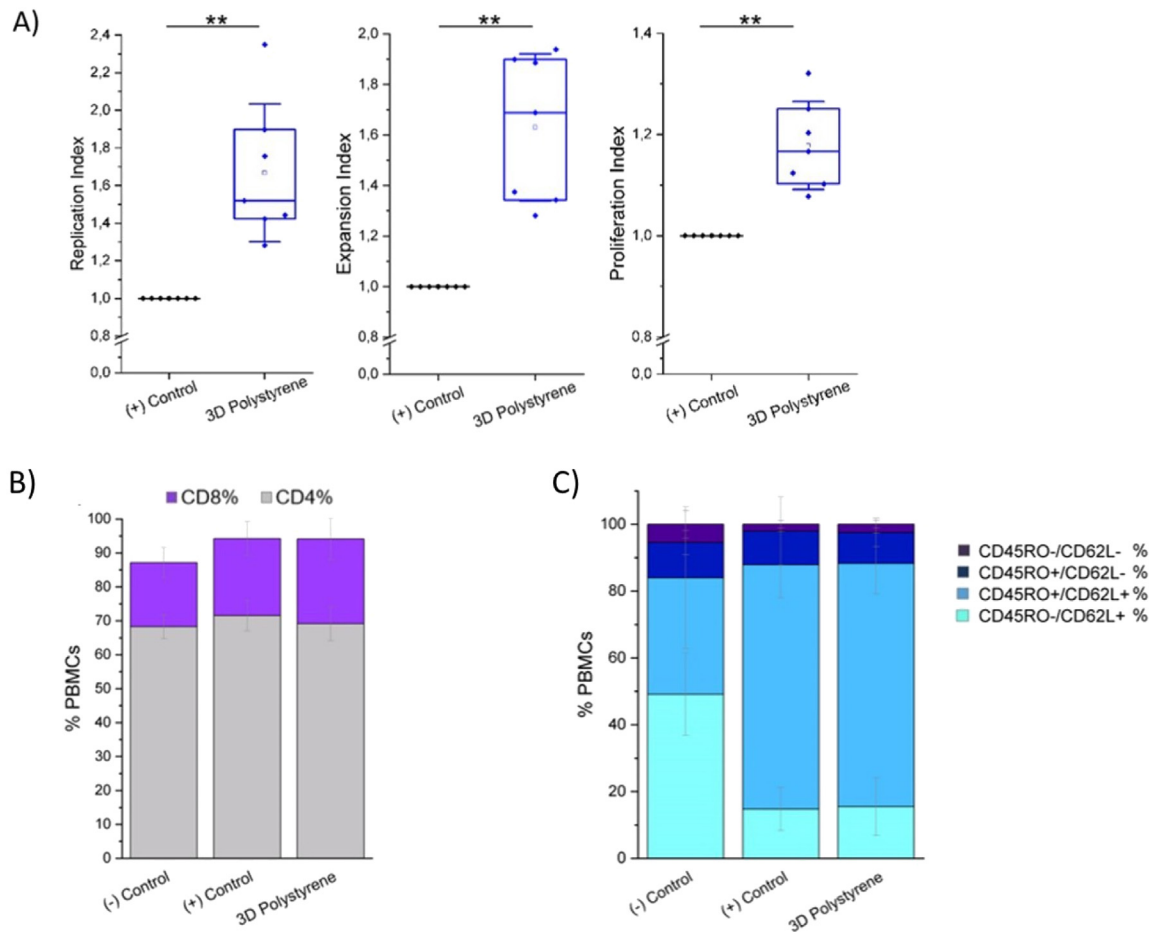 A)
**
**
**
Replication Index
2,4
2,2
2,0
1,8
1,6
1,4
1,2
1,0
0,8
0,0
(+) Control
3D Polystyrene
Expansion Index
2,0
1,8
1,6
1,4
1,2
1,0
0,8
0,0
(+) Control
3D Polystyrene
Proliferation Index
1,4
1,2
1,0
0,8
0,0
(+) Control
3D Polystyrene
B)
CD8% CD4%
% PBMCs
100
90
80
70
60
50
40
30
20
10
0
(-) Control
(+) Control
3D Polystyrene
C)
% PBMCs
100
80
60
40
20
0
(-) Control
(+) Control
3D Polystyrene
CD45RO-/CD62L- %
CD45RO+/CD62L- %
CD45RO+/CD62L+ %
CD45RO-/CD62L+ %